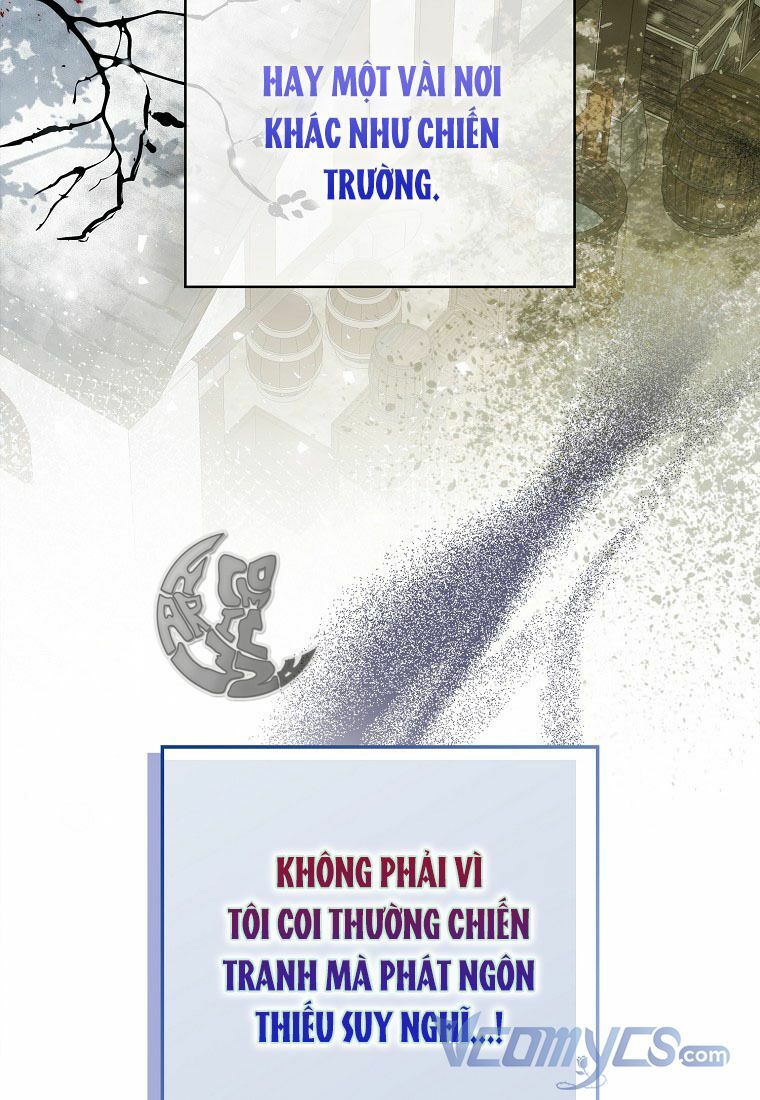 HAY MỘT VÀI NƠI
KHÁC NHƯ CHIẾN
TRƯỜNG.
KHÔNG PHẢI VÌ
TÔI COI THƯỜNG CHIẾN
TRANH MÀ PHÁT NGÔN
THIẾU SUY NGHĨ...!
VCOMYCS.com